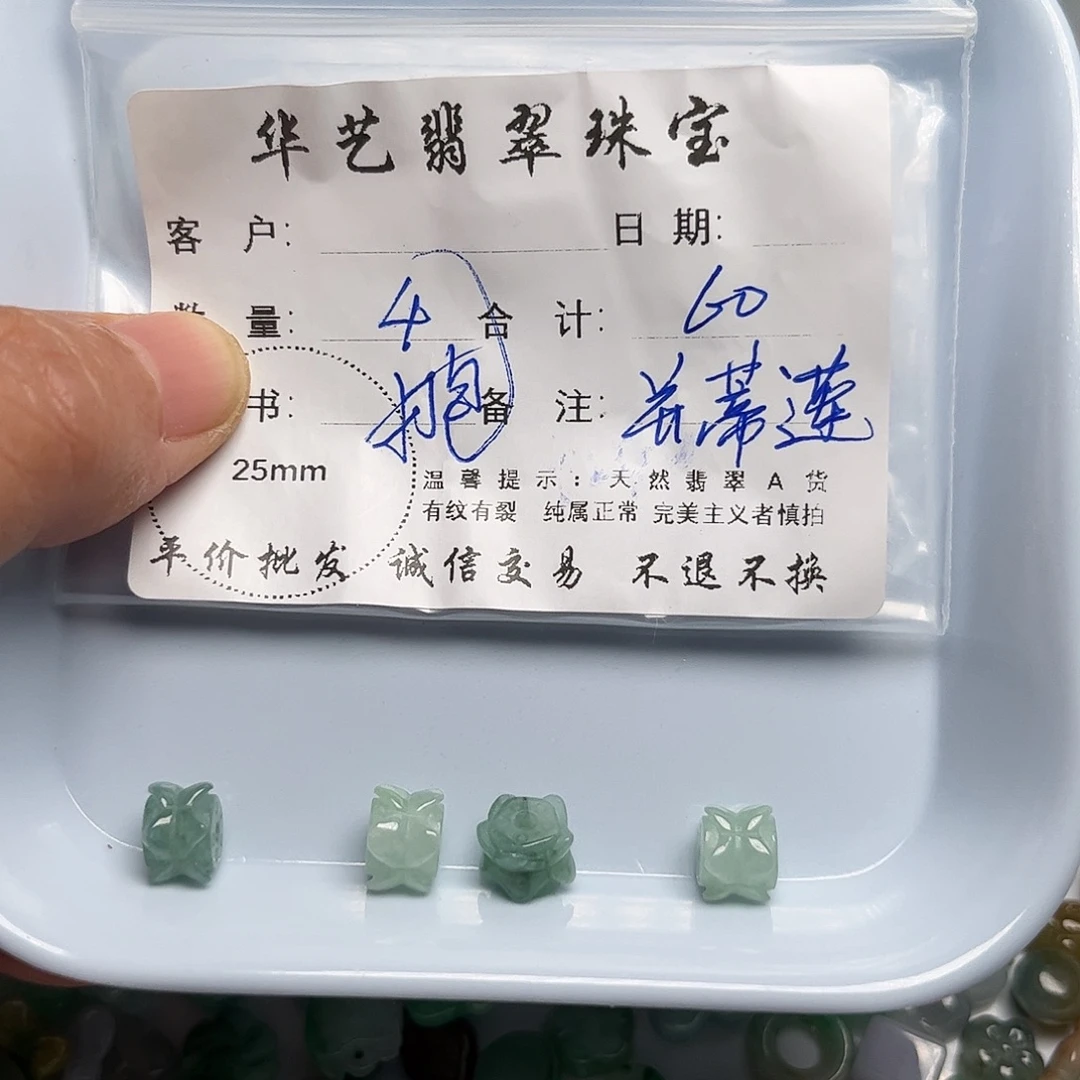 华艺翡翠珠宝
客 户: 日 期:
量: 4 合 计: 60
书: 备 注: 并蒂莲
25mm
温馨提示:天然翡翠A货
有纹有裂 纯属正常 完美主义者慎拍
平价批发 诚信交易 不退不换